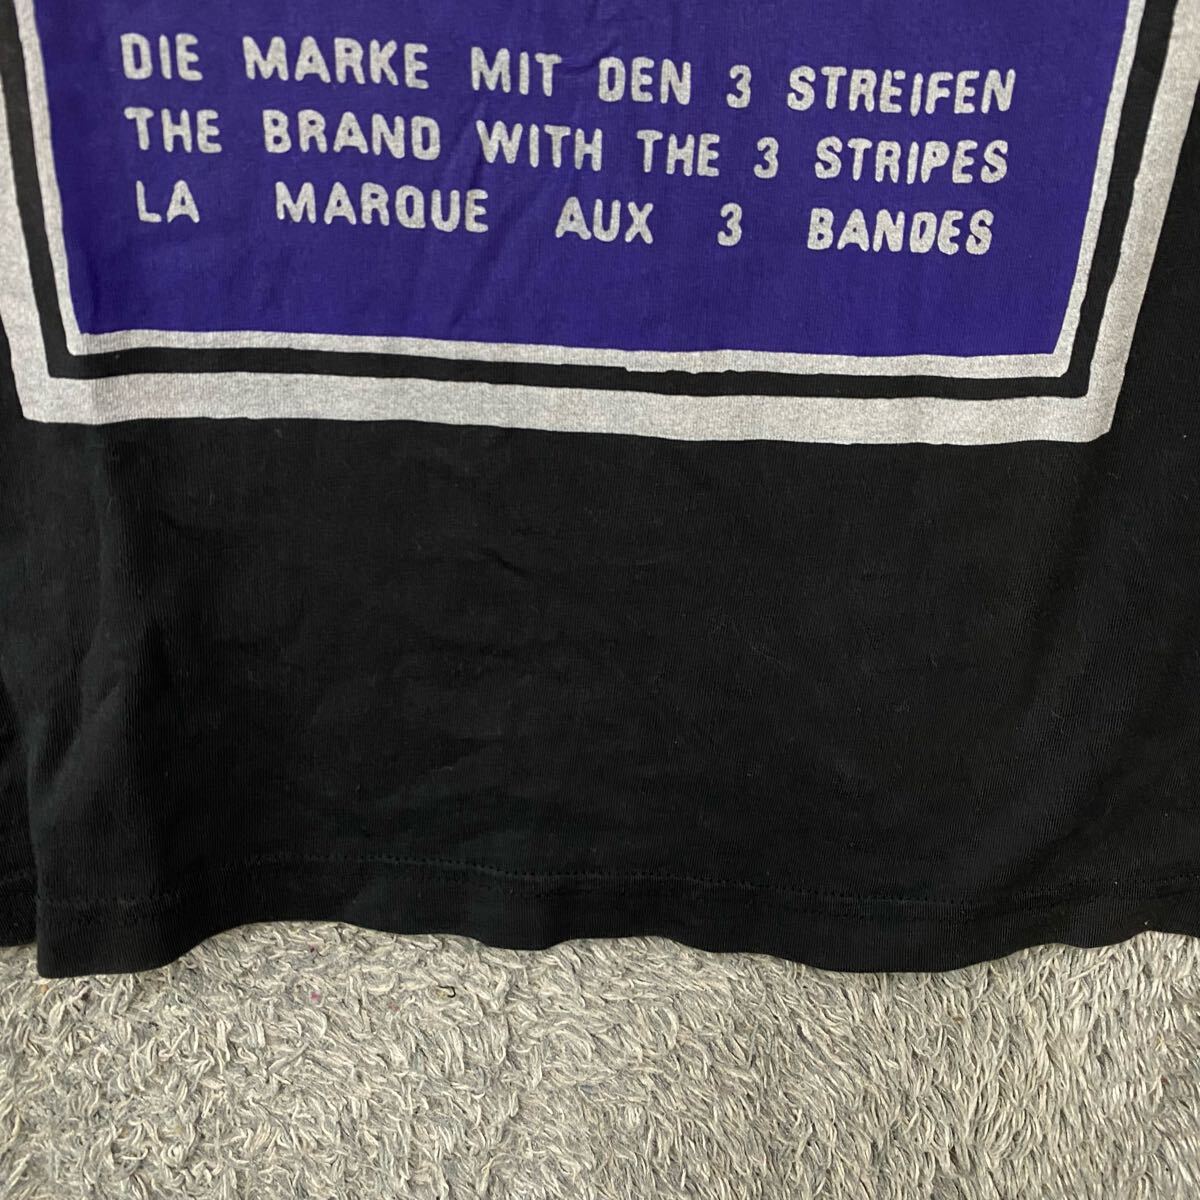 DIE MARKE MIT DEN 3 STREIFEN
THE BRAND WITH THE 3 STRIPES
LA MARQUE AUX 3 BANDES